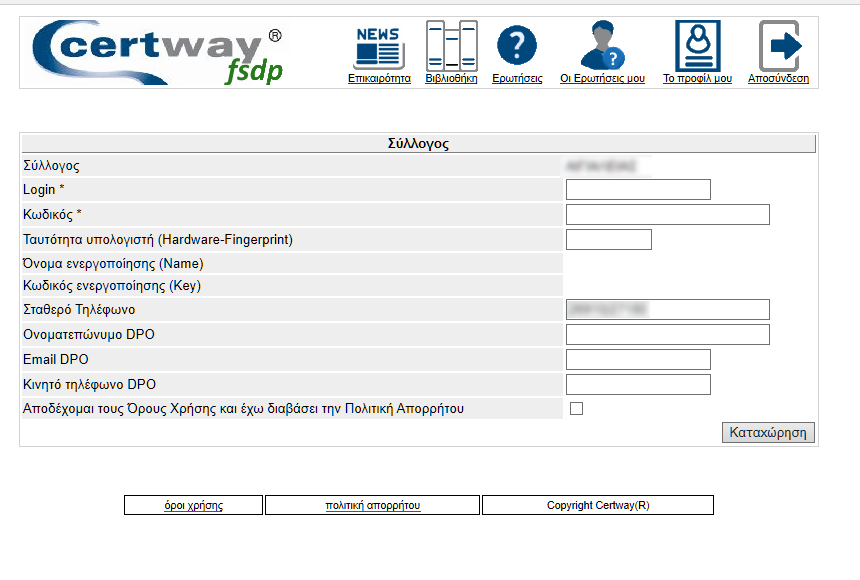 certway®
fsdp
NEWS
Επικαιρότητα Βιβλιοθήκη Ερωτήσεις Οι Ερωτήσεις μου Το προφίλ μου Αποσύνδεση
Σύλλογος
Σύλλογος
Login *
Κωδικός *
Ταυτότητα υπολογιστή (Hardware-Fingerprint)
Όνομα ενεργοποίησης (Name)
Κωδικός ενεργοποίησης (Key)
Σταθερό Τηλέφωνο
Ονοματεπώνυμο DPO
Email DPO
Κινητό τηλέφωνο DPO
Αποδέχομαι τους Όρους Χρήσης και έχω διαβάσει την Πολιτική Απορρήτου
Καταχώρηση
όροι χρήσης πολιτική απορρήτου Copyright Certway(R)